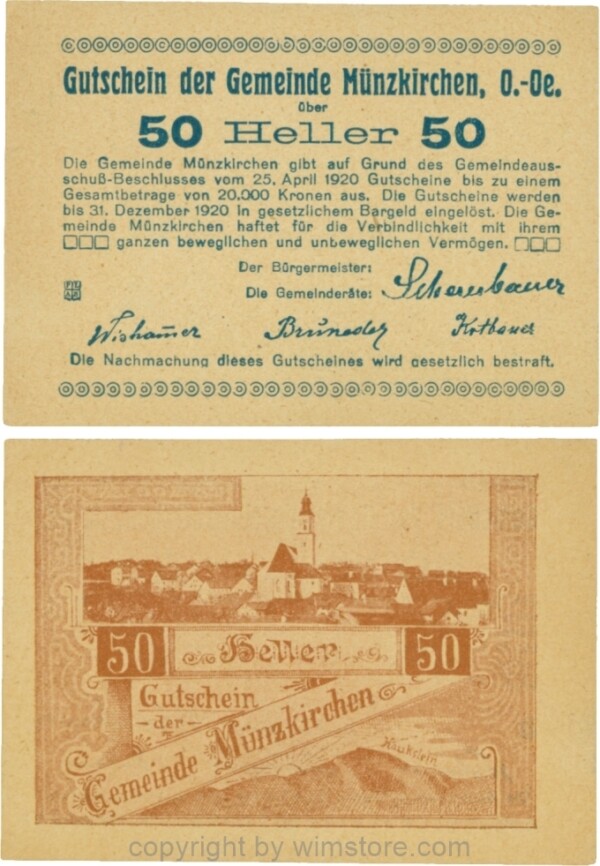 Gutschein der Gemeinde Münzkirchen, O.-Oe.
über
50 Heller 50
Die Gemeinde Münzkirchen gibt auf Grund des Gemeindeaus-
schuß-Beschlusses vom 25. April 1920 Gutscheine bis zu einem
Gesamtbetrage von 20.000 Kronen aus. Die Gutscheine werden
bis 31. Dezember 1920 in gesetzlichem Bargeld eingelöst. Die Ge-
meinde Münzkirchen haftet für die Verbindlichkeit mit ihrem
ganzen beweglichen und unbeweglichen Vermögen.
Der Bürgermeister:
Die Gemeinderäte:
Die Nachmachung dieses Gutscheines wird gesetzlich bestraft.
50 Heller 50
Gutschein
der
Gemeinde Münzkirchen
copyright by wimstore.com